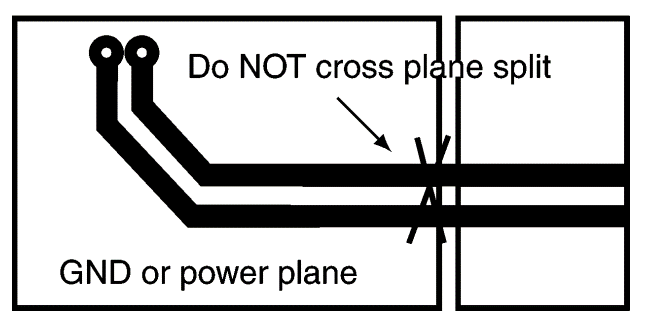 Do NOT cross plane split
GND or power plane